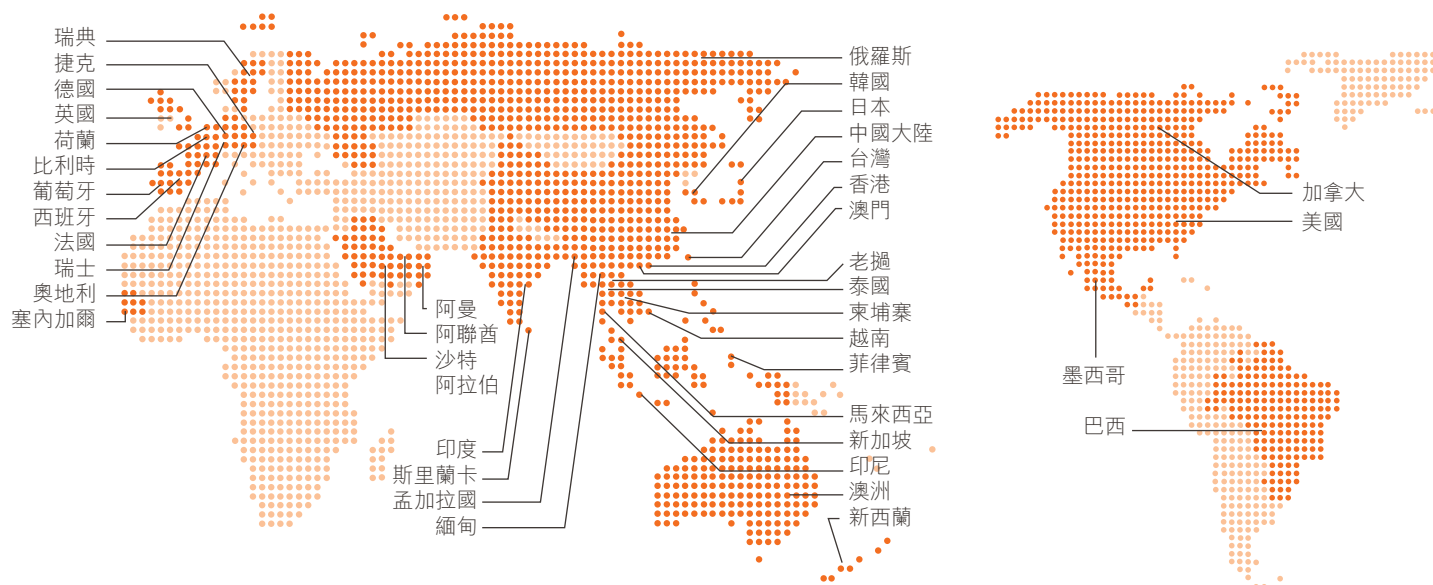 瑞典
捷克
德國
英國
荷蘭
比利時
葡萄牙
西班牙
法國
瑞士
奧地利
塞內加爾
阿曼
阿聯酋
沙特
阿拉伯
印度
斯里蘭卡
孟加拉國
緬甸
俄羅斯
韓國
日本
中國大陸
台灣
香港
澳門
老撾
泰國
柬埔寨
越南
菲律賓
馬來西亞
新加坡
印尼
澳洲
新西蘭
加拿大
美國
墨西哥
巴西